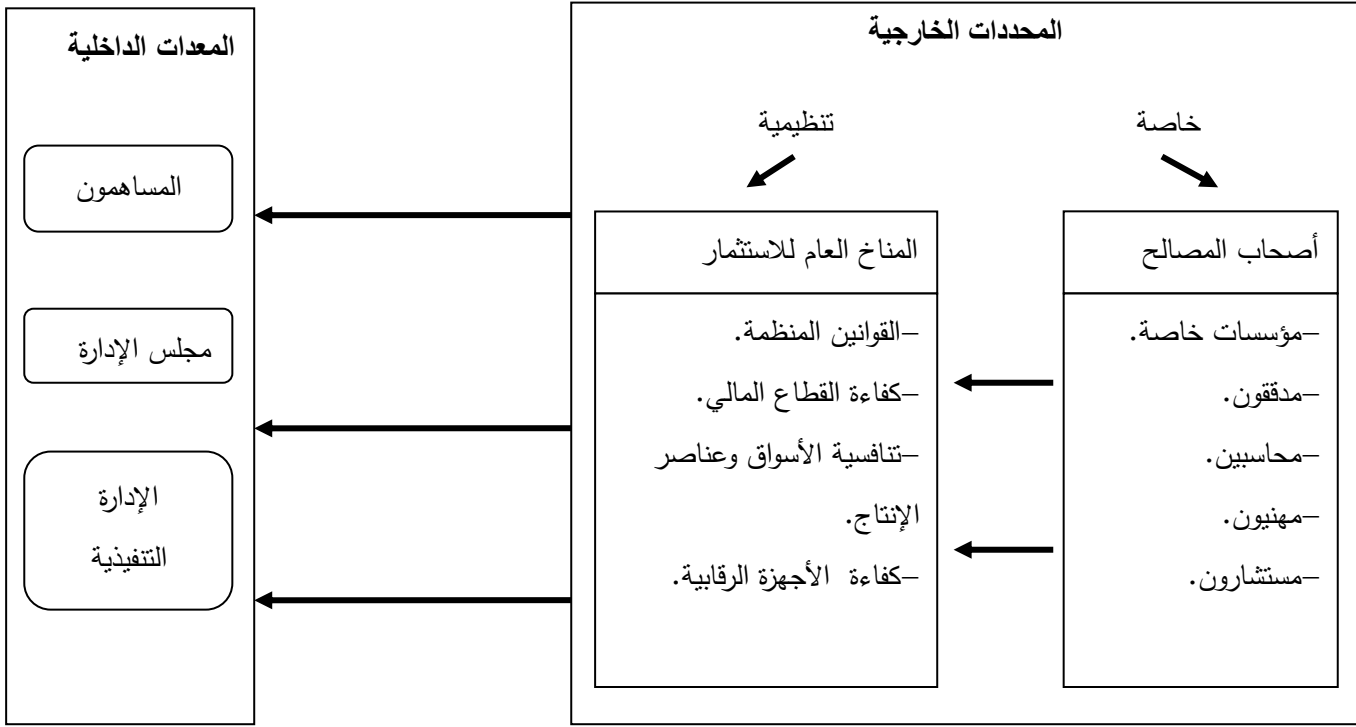 المحددات الخارجية
خاصة
تنظيمية
أصحاب المصالح
–مؤسسات خاصة.
–مدققون.
–محاسبين.
–مهنيون.
–مستشارون.
المناخ العام للاستثمار
–القوانين المنظمة.
–كفاءة القطاع المالي.
–تنافسية الأسواق وعناصر
الإنتاج.
–كفاءة الأجهزة الرقابية.
المعدات الداخلية
المساهمون
مجلس الإدارة
الإدارة
التنفيذية